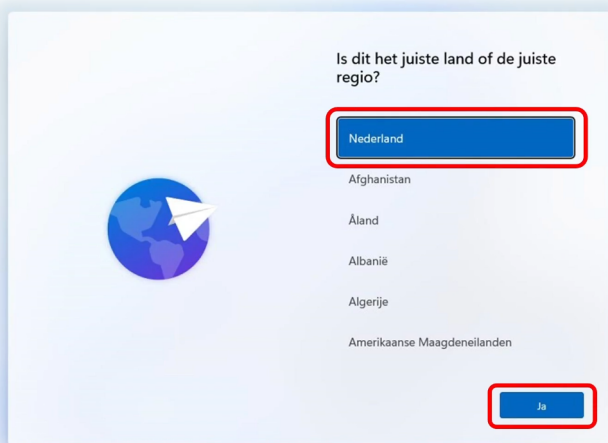 Is dit het juiste land of de juiste
regio?
Nederland
Afghanistan
Åland
Albanië
Algerije
Amerikaanse Maagdeneilanden
Ja